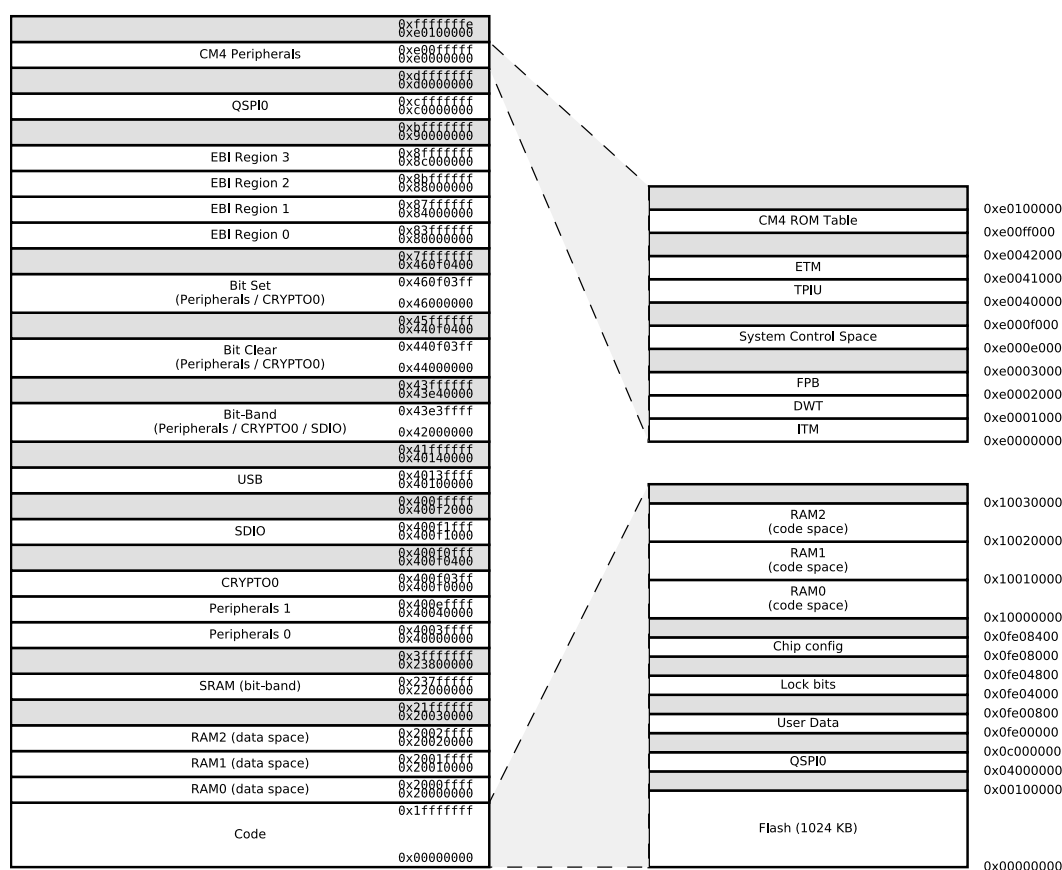 0xfffffffe
0xe0100000
CM4 Peripherals
0xe00fffff
0xe0000000
0xdfffffff
0xd0000000
QSPI0
0xcfffffff
0xc0000000
0xbfffffff
0x90000000
EBI Region 3
0x8fffffff
0x8c000000
EBI Region 2
0x8bffffff
0x88000000
EBI Region 1
0x87ffffff
0x84000000
EBI Region 0
0x83ffffff
0x80000000
0x7fffffff
0x460f0400
Bit Set
(Peripherals / CRYPTO0)
0x460f03ff
0x46000000
0x45ffffff
0x440f0400
Bit Clear
(Peripherals / CRYPTO0)
0x440f03ff
0x44000000
0x43ffffff
0x43e40000
Bit-Band
(Peripherals / CRYPTO0 / SDIO)
0x43e3ffff
0x42000000
0x41ffffff
0x40140000
USB
0x4013ffff
0x40100000
0x400fffff
0x400f2000
SDIO
0x400f1fff
0x400f1000
0x400f0fff
0x400f0400
CRYPTO0
0x400f03ff
0x400f0000
Peripherals 1
0x400effff
0x40040000
Peripherals 0
0x4003ffff
0x40000000
0x3fffffff
0x23800000
SRAM (bit-band)
0x237fffff
0x22000000
0x21ffffff
0x20030000
RAM2 (data space)
0x2002ffff
0x20020000
RAM1 (data space)
0x2001ffff
0x20010000
RAM0 (data space)
0x2000ffff
0x20000000
Code
0x1fffffff
0x00000000
0xe0100000
CM4 ROM Table
0xe00ff000
0xe0042000
ETM
0xe0041000
TPIU
0xe0040000
0xe000f000
System Control Space
0xe000e000
0xe0003000
FPB
0xe0002000
DWT
0xe0001000
ITM
0xe0000000
0x10030000
RAM2
(code space)
0x10020000
RAM1
(code space)
0x10010000
RAM0
(code space)
0x10000000
0x0fe08400
Chip config
0x0fe08000
0x0fe04800
Lock bits
0x0fe04000
0x0fe00800
User Data
0x0fe00000
0x0c000000
QSPI0
0x04000000
0x00100000
Flash (1024 KB)
0x00000000